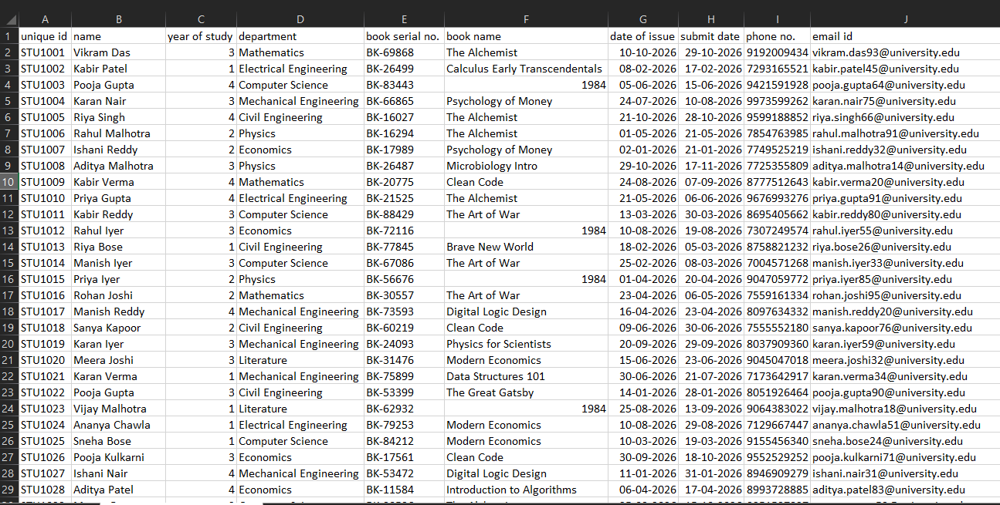 A B C D E F G H I J
1 unique id name year of study department book serial no. book name date of issue submit date phone no. email id
2 STU1001 Vikram Das 3 Mathematics BK-69868 The Alchemist 10-10-2026 29-10-2026 9192009434 vikram.das93@university.edu
3 STU1002 Kabir Patel 1 Electrical Engineering BK-26499 Calculus Early Transcendentals 08-02-2026 17-02-2026 7293165521 kabir.patel45@university.edu
4 STU1003 Pooja Gupta 4 Computer Science BK-83443 1984 05-06-2026 15-06-2026 9421591928 pooja.gupta64@university.edu
5 STU1004 Karan Nair 3 Mechanical Engineering BK-66865 Psychology of Money 24-07-2026 10-08-2026 9973599262 karan.nair75@university.edu
6 STU1005 Riya Singh 4 Civil Engineering BK-16027 The Alchemist 21-10-2026 28-10-2026 9599188852 riya.singh66@university.edu
7 STU1006 Rahul Malhotra 2 Physics BK-16294 The Alchemist 01-05-2026 21-05-2026 7854763985 rahul.malhotra91@university.edu
8 STU1007 Ishani Reddy 2 Economics BK-17989 Psychology of Money 02-01-2026 21-01-2026 7749525219 ishani.reddy32@university.edu
9 STU1008 Aditya Malhotra 3 Physics BK-26487 Microbiology Intro 29-10-2026 17-11-2026 7725355809 aditya.malhotra14@university.edu
10 STU1009 Kabir Verma 4 Mathematics BK-20775 Clean Code 24-08-2026 07-09-2026 8777512643 kabir.verma20@university.edu
11 STU1010 Priya Gupta 4 Electrical Engineering BK-21525 The Alchemist 21-05-2026 06-06-2026 9676993276 priya.gupta91@university.edu
12 STU1011 Kabir Reddy 3 Computer Science BK-88429 The Art of War 13-03-2026 30-03-2026 8695405662 kabir.reddy80@university.edu
13 STU1012 Rahul Iyer 3 Economics BK-72116 1984 10-08-2026 19-08-2026 7307249574 rahul.iyer55@university.edu
14 STU1013 Riya Bose 1 Civil Engineering BK-77845 Brave New World 18-02-2026 05-03-2026 8758821232 riya.bose26@university.edu
15 STU1014 Manish Iyer 3 Computer Science BK-67086 The Art of War 25-02-2026 08-03-2026 7004571268 manish.iyer33@university.edu
16 STU1015 Priya Iyer 2 Physics BK-56676 1984 01-04-2026 20-04-2026 9047059772 priya.iyer85@university.edu
17 STU1016 Rohan Joshi 2 Mathematics BK-30557 The Art of War 23-04-2026 06-05-2026 7559161334 rohan.joshi95@university.edu
18 STU1017 Manish Reddy 4 Mechanical Engineering BK-73593 Digital Logic Design 16-04-2026 23-04-2026 8097634332 manish.reddy20@university.edu
19 STU1018 Sanya Kapoor 2 Civil Engineering BK-60219 Clean Code 09-06-2026 30-06-2026 7555552180 sanya.kapoor76@university.edu
20 STU1019 Karan Iyer 3 Mechanical Engineering BK-24093 Physics for Scientists 20-09-2026 29-09-2026 8037909360 karan.iyer59@university.edu
21 STU1020 Meera Joshi 3 Literature BK-31476 Modern Economics 15-06-2026 23-06-2026 9045047018 meera.joshi32@university.edu
22 STU1021 Karan Verma 1 Mechanical Engineering BK-75899 Data Structures 101 30-06-2026 21-07-2026 7173642917 karan.verma34@university.edu
23 STU1022 Pooja Gupta 3 Civil Engineering BK-53399 The Great Gatsby 14-01-2026 28-01-2026 8051926464 pooja.gupta90@university.edu
24 STU1023 Vijay Malhotra 1 Literature BK-62932 1984 25-08-2026 13-09-2026 9064383022 vijay.malhotra18@university.edu
25 STU1024 Ananya Chawla 1 Electrical Engineering BK-79253 Modern Economics 10-08-2026 29-08-2026 7129667447 ananya.chawla51@university.edu
26 STU1025 Sneha Bose 1 Computer Science BK-84212 Modern Economics 10-03-2026 19-03-2026 9155456340 sneha.bose24@university.edu
27 STU1026 Pooja Kulkarni 3 Economics BK-17561 Clean Code 30-09-2026 18-10-2026 9552529252 pooja.kulkarni71@university.edu
28 STU1027 Ishani Nair 4 Mechanical Engineering BK-53472 Digital Logic Design 11-01-2026 31-01-2026 8946909279 ishani.nair31@university.edu
29 STU1028 Aditya Patel 4 Economics BK-11584 Introduction to Algorithms 06-04-2026 17-04-2026 8993728885 aditya.patel83@university.edu